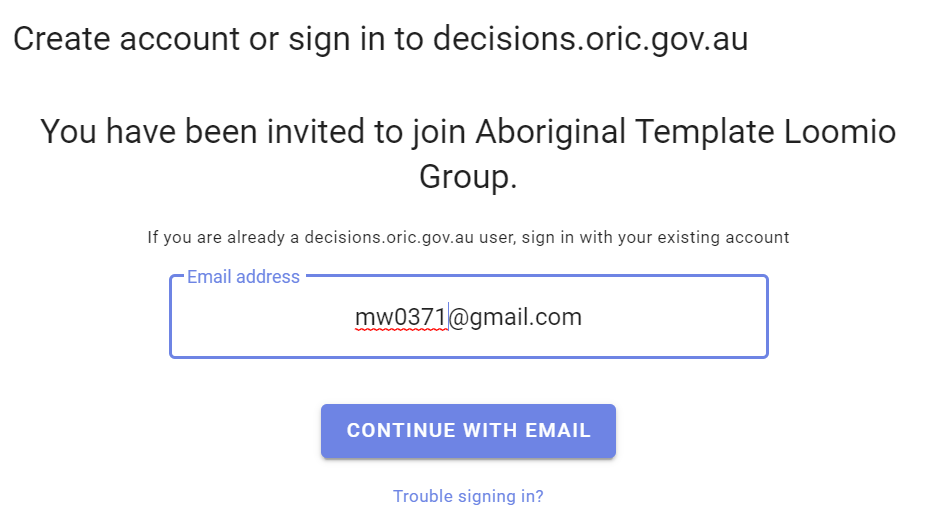 Create account or sign in to decisions.oric.gov.au
You have been invited to join Aboriginal Template Loomio
Group.
If you are already a decisions.oric.gov.au user, sign in with your existing account
Email address
mw0371@gmail.com
CONTINUE WITH EMAIL
Trouble signing in?